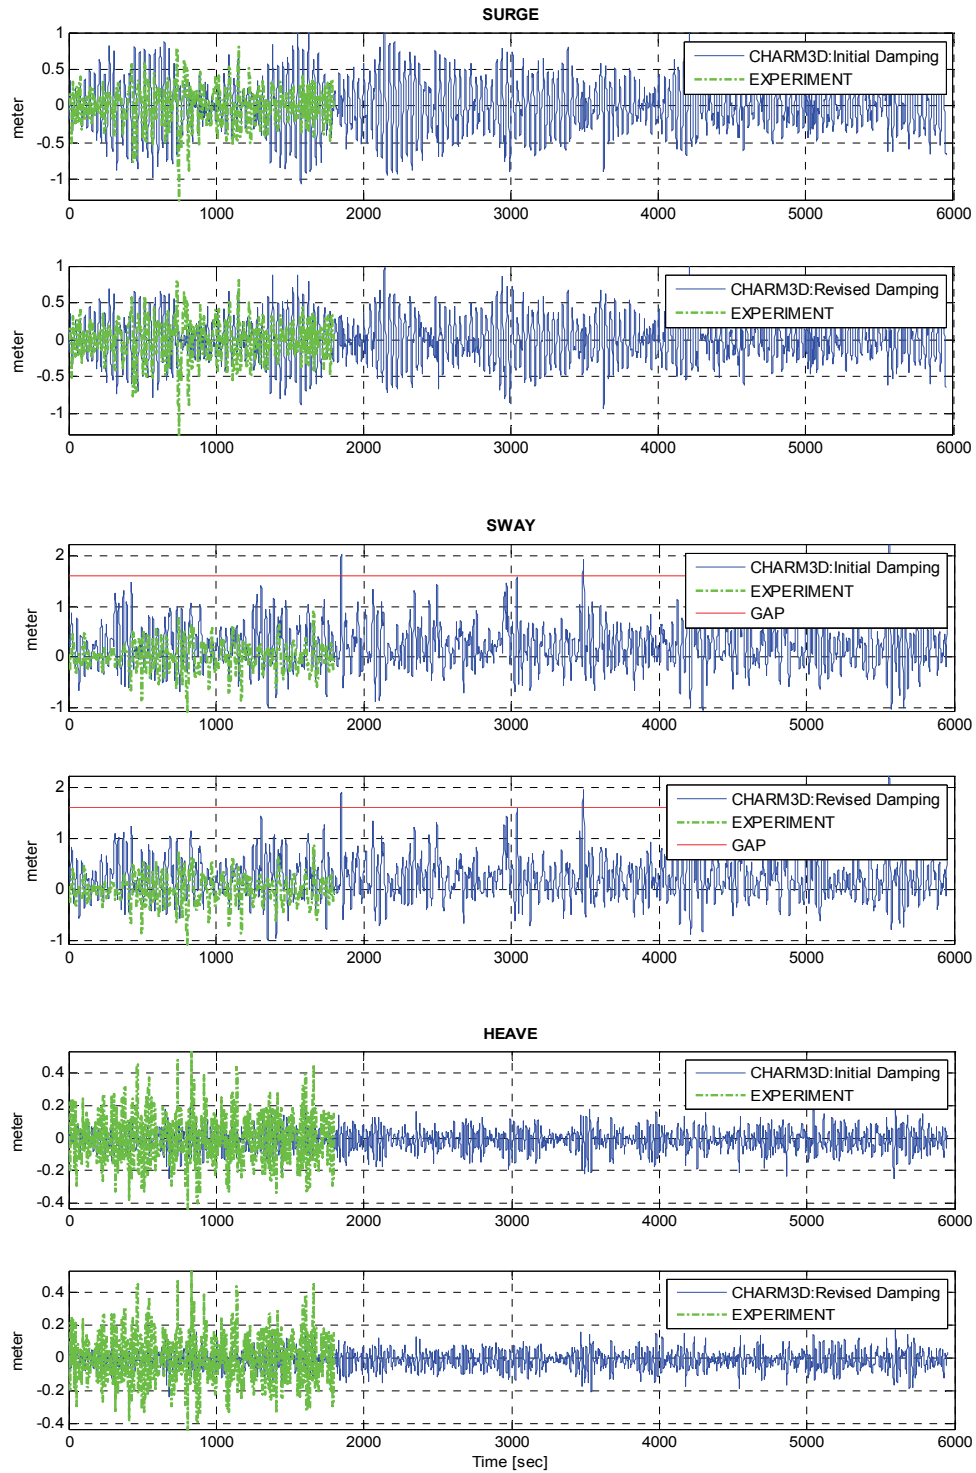 SURGE
1
0.5
0
-0.5
-1
meter
CHARM3D:Initial Damping
EXPERIMENT
0 1000 2000 3000 4000 5000 6000
1
0.5
0
-0.5
-1
meter
CHARM3D:Revised Damping
EXPERIMENT
0 1000 2000 3000 4000 5000 6000
SWAY
2
1
0
-1
meter
CHARM3D:Initial Damping
EXPERIMENT
GAP
0 1000 2000 3000 4000 5000 6000
2
1
0
-1
meter
CHARM3D:Revised Damping
EXPERIMENT
GAP
0 1000 2000 3000 4000 5000 6000
HEAVE
0.4
0.2
0
-0.2
-0.4
meter
CHARM3D:Initial Damping
EXPERIMENT
0 1000 2000 3000 4000 5000 6000
0.4
0.2
0
-0.2
-0.4
meter
CHARM3D:Revised Damping
EXPERIMENT
0 1000 2000 3000 4000 5000 6000
Time [sec]